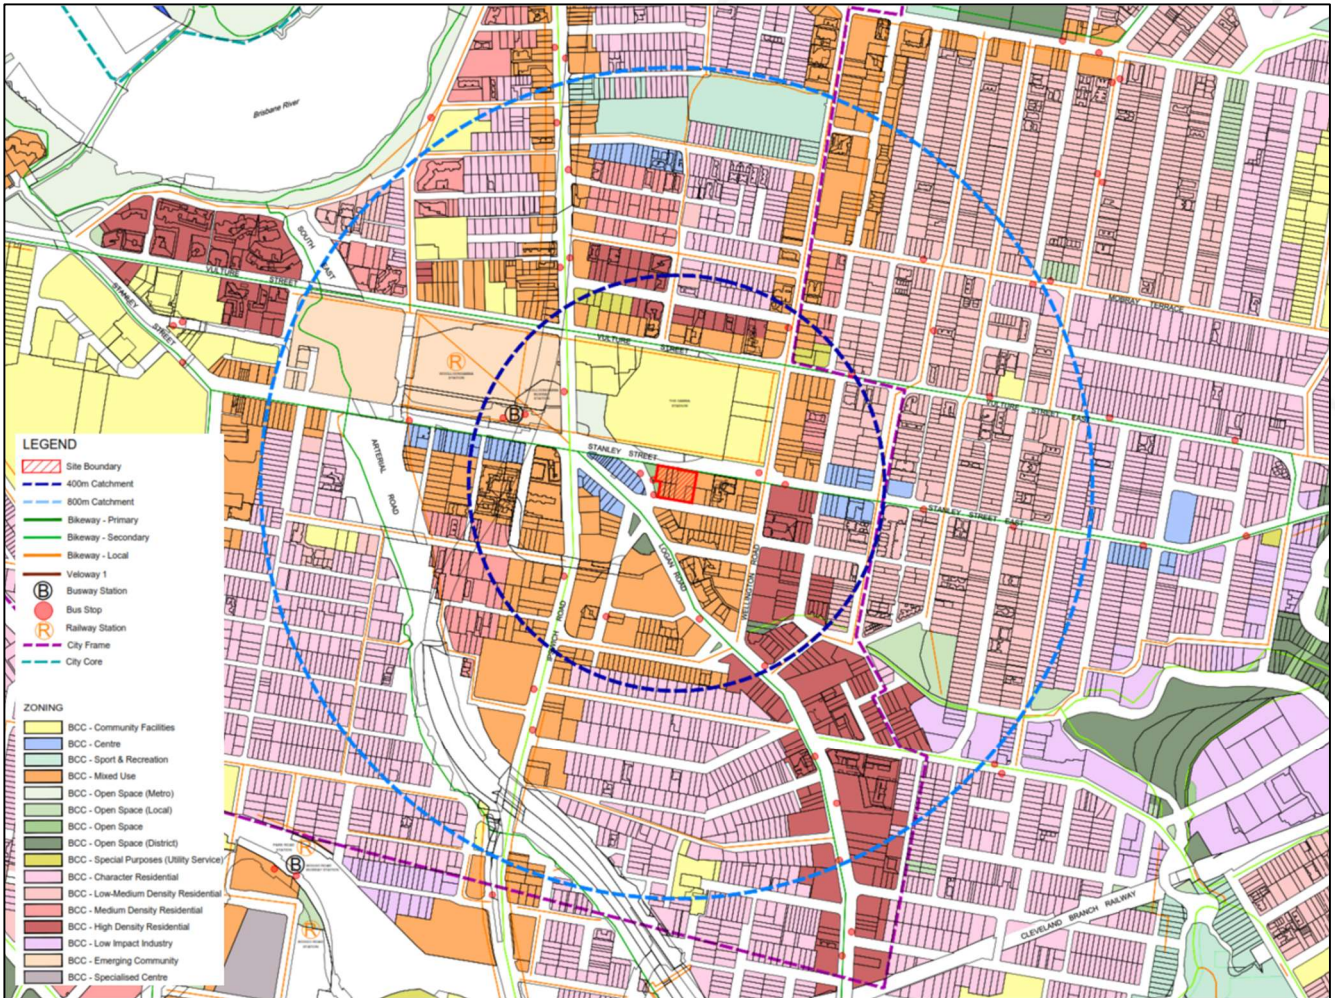 Brisbane River
SOUTH
EAST
VULTURE STREET
STANLEY STREET
MOWBRAY TERRACE
VULTURE STREET
THE GABBA
VULTURE STREET EAST
STANLEY STREET
ARTERIAL ROAD
STANLEY STREET EAST
LOGAN ROAD
WELLINGTON ROAD
IPSWICH ROAD
CLEVELAND BRANCH RAILWAY
R
B
B
R
R
LEGEND
Site Boundary
400m Catchment
800m Catchment
Bikeway - Primary
Bikeway - Secondary
Bikeway - Local
Veloway 1
B Busway Station
Bus Stop
R Railway Station
City Frame
City Core
ZONING
BCC - Community Facilities
BCC - Centre
BCC - Sport & Recreation
BCC - Mixed Use
BCC - Open Space (Metro)
BCC - Open Space (Local)
BCC - Open Space
BCC - Open Space (District)
BCC - Special Purposes (Utility Service)
BCC - Character Residential
BCC - Low-Medium Density Residential
BCC - Medium Density Residential
BCC - High Density Residential
BCC - Low Impact Industry
BCC - Emerging Community
BCC - Specialised Centre